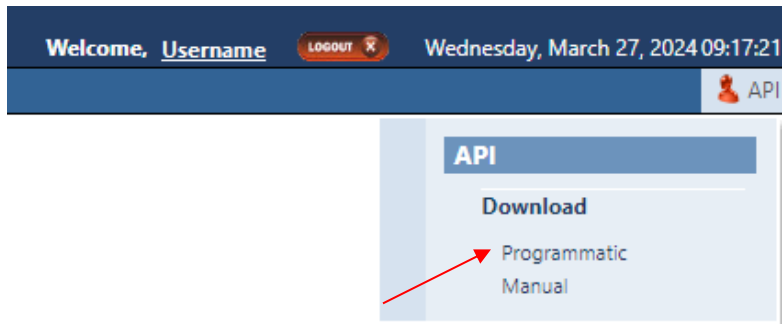 Welcome, Username LOGOUT X Wednesday, March 27, 2024 09:17:21
API
API
Download
Programmatic
Manual